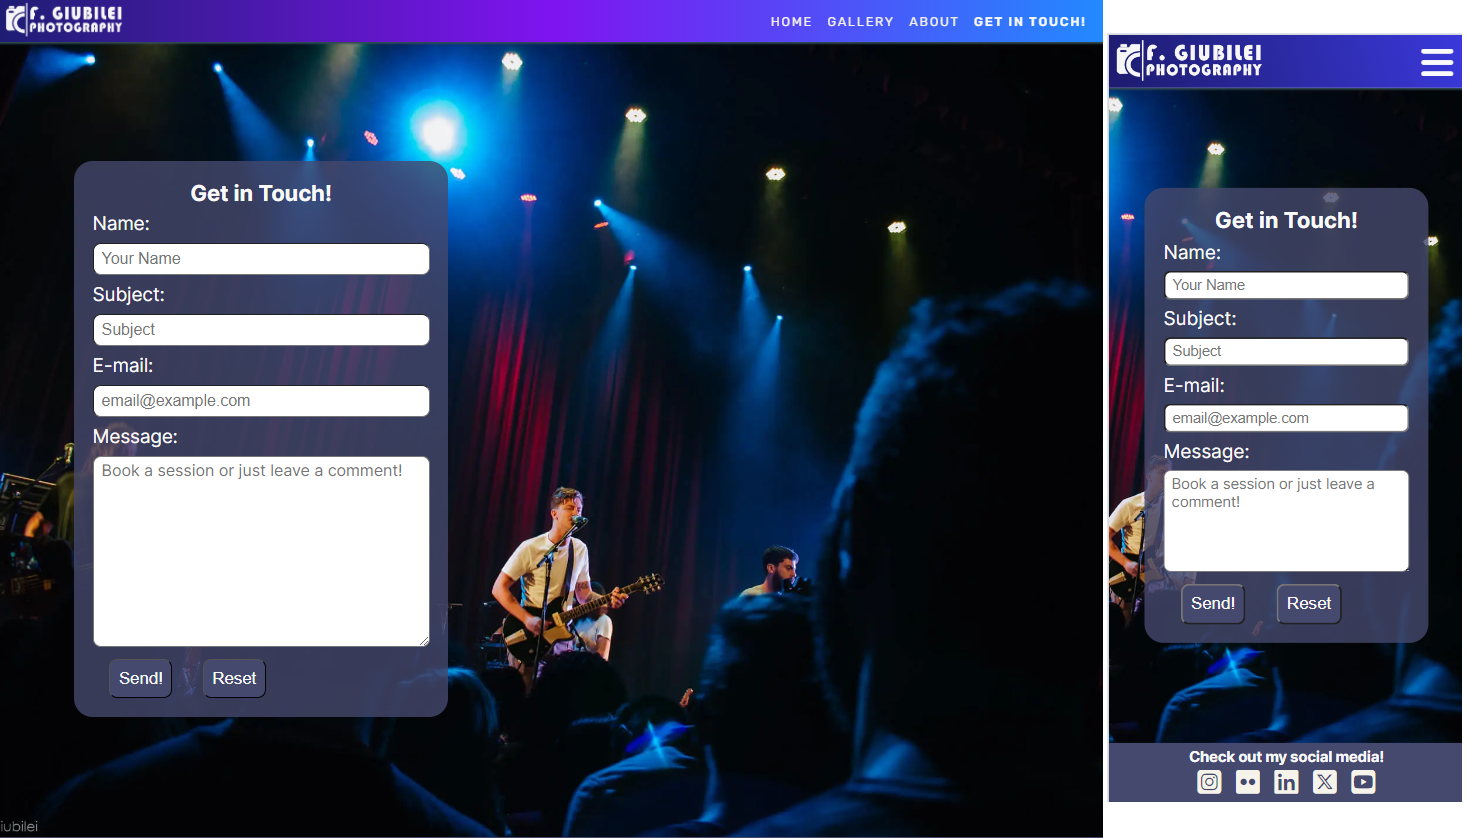 F. GIUBILEI
PHOTOGRAPHY
HOME GALLERY ABOUT GET IN TOUCH!
Get in Touch!
Name:
Your Name
Subject:
Subject
E-mail:
email@example.com
Message:
Book a session or just leave a comment!
Send! Reset
iubilei
F. GIUBILEI
PHOTOGRAPHY
Get in Touch!
Name:
Your Name
Subject:
Subject
E-mail:
email@example.com
Message:
Book a session or just leave a
comment!
Send! Reset
Check out my social media!
in X